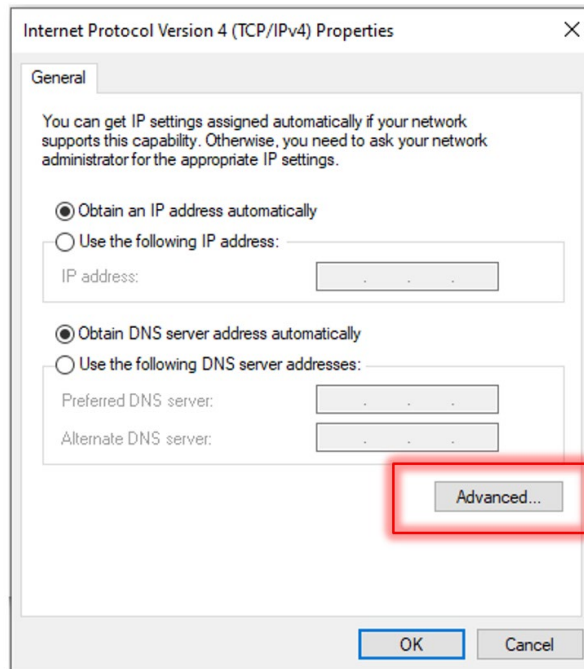 Internet Protocol Version 4 (TCP/IPv4) Properties
General
You can get IP settings assigned automatically if your network
supports this capability. Otherwise, you need to ask your network
administrator for the appropriate IP settings.
Obtain an IP address automatically
Use the following IP address:
IP address:
Obtain DNS server address automatically
Use the following DNS server addresses:
Preferred DNS server:
Alternate DNS server:
Advanced...
OK
Cancel